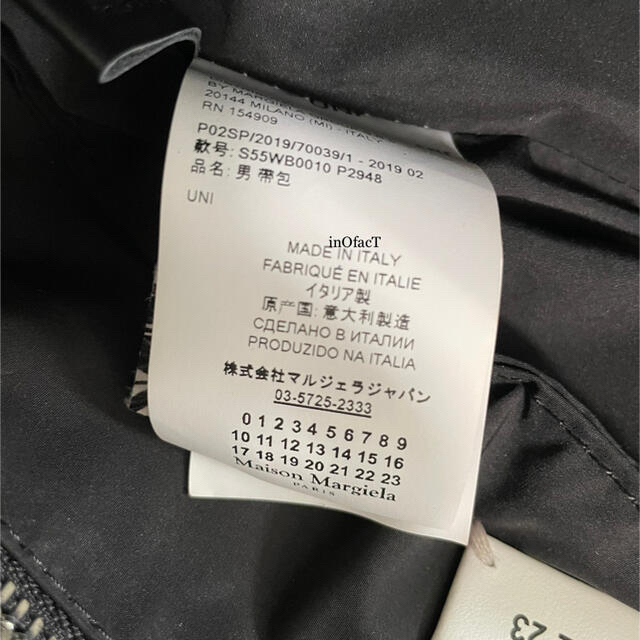 BY MARGIELA
20144 MILANO (MI) - ITALY
RN 154909
P02SP/2019/70039/1 - 2019 02
款号: S55WB0010 P2948
品名: 男 帶包
UNI
inOfacT
MADE IN ITALY
FABRIQUÉ EN ITALIE
イタリア製
原产国: 意大利製造
СДЕЛАНО В ИТАЛИИ
PRODUZIDO NA ITALIA
株式会社マルジェラジャパン
03-5725-2333
0 1 2 3 4 5 6 7 8 9
10 11 12 13 14 15 16
17 18 19 20 21 22 23
Maison Margiela
PARIS
23